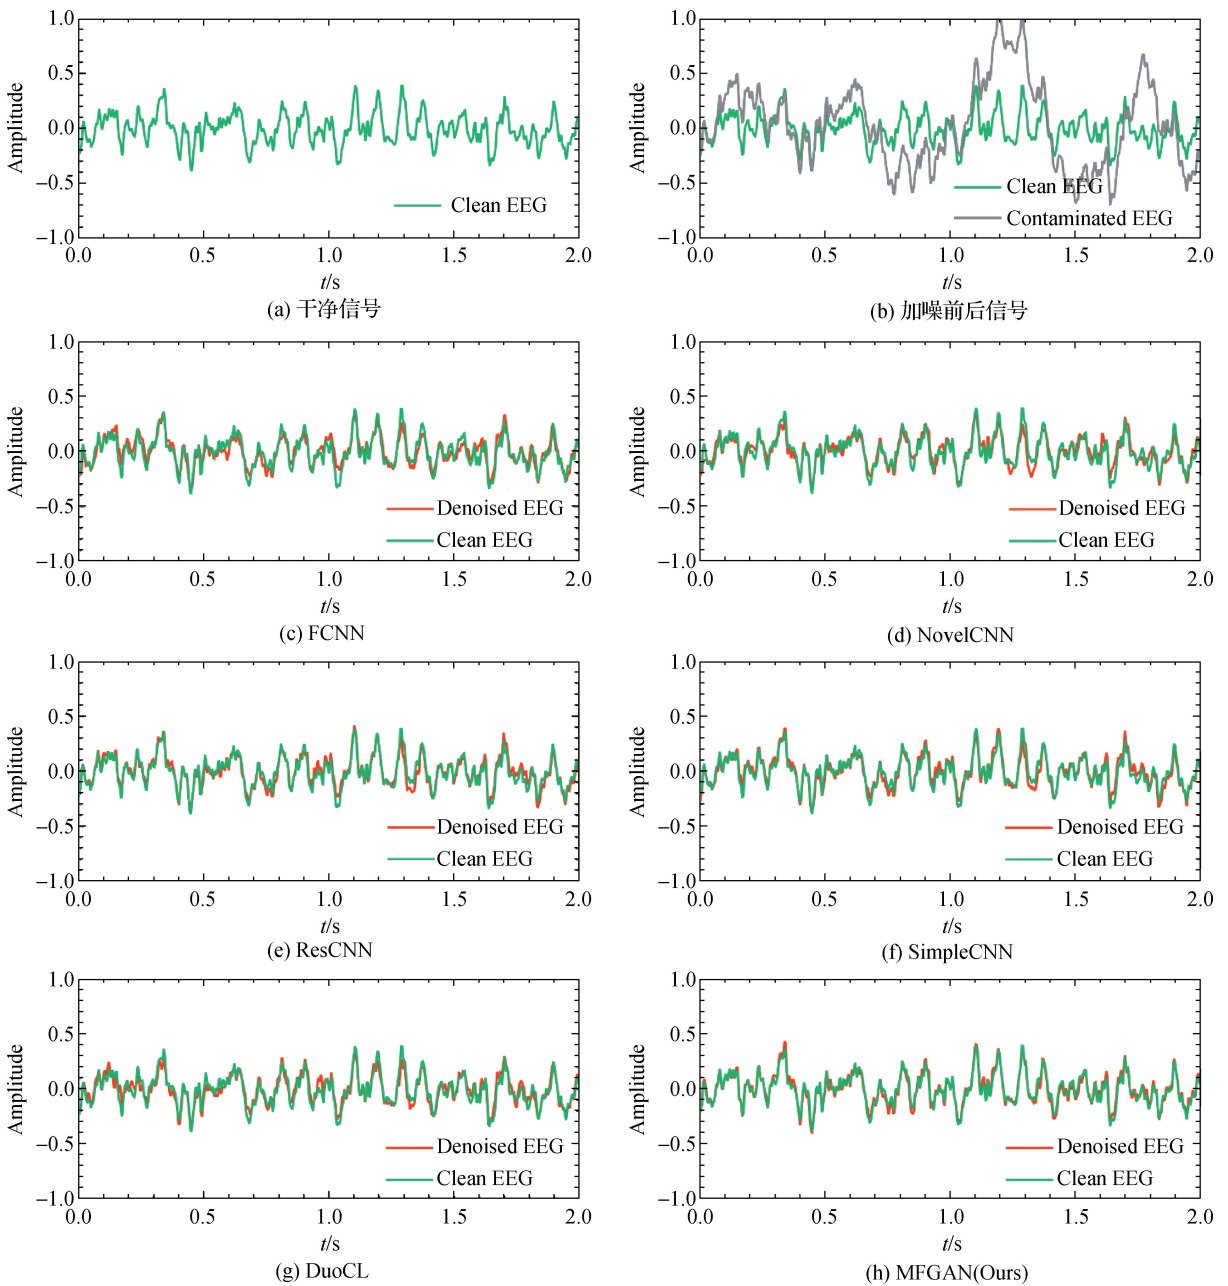 1.0
0.5
0.0
−0.5
−1.0
Amplitude
Clean EEG
0.0 0.5 1.0 1.5 2.0
t/s
(a) 干净信号
1.0
0.5
0.0
−0.5
−1.0
Amplitude
Clean EEG
Contaminated EEG
0.0 0.5 1.0 1.5 2.0
t/s
(b) 加噪前后信号
1.0
0.5
0.0
−0.5
−1.0
Amplitude
Denoised EEG
Clean EEG
0.0 0.5 1.0 1.5 2.0
t/s
(c) FCNN
1.0
0.5
0.0
−0.5
−1.0
Amplitude
Denoised EEG
Clean EEG
0.0 0.5 1.0 1.5 2.0
t/s
(d) NovelCNN
1.0
0.5
0.0
−0.5
−1.0
Amplitude
Denoised EEG
Clean EEG
0.0 0.5 1.0 1.5 2.0
t/s
(e) ResCNN
1.0
0.5
0.0
−0.5
−1.0
Amplitude
Denoised EEG
Clean EEG
0.0 0.5 1.0 1.5 2.0
t/s
(f) SimpleCNN
1.0
0.5
0.0
−0.5
−1.0
Amplitude
Denoised EEG
Clean EEG
0.0 0.5 1.0 1.5 2.0
t/s
(g) DuoCL
1.0
0.5
0.0
−0.5
−1.0
Amplitude
Denoised EEG
Clean EEG
0.0 0.5 1.0 1.5 2.0
t/s
(h) MFGAN(Ours)